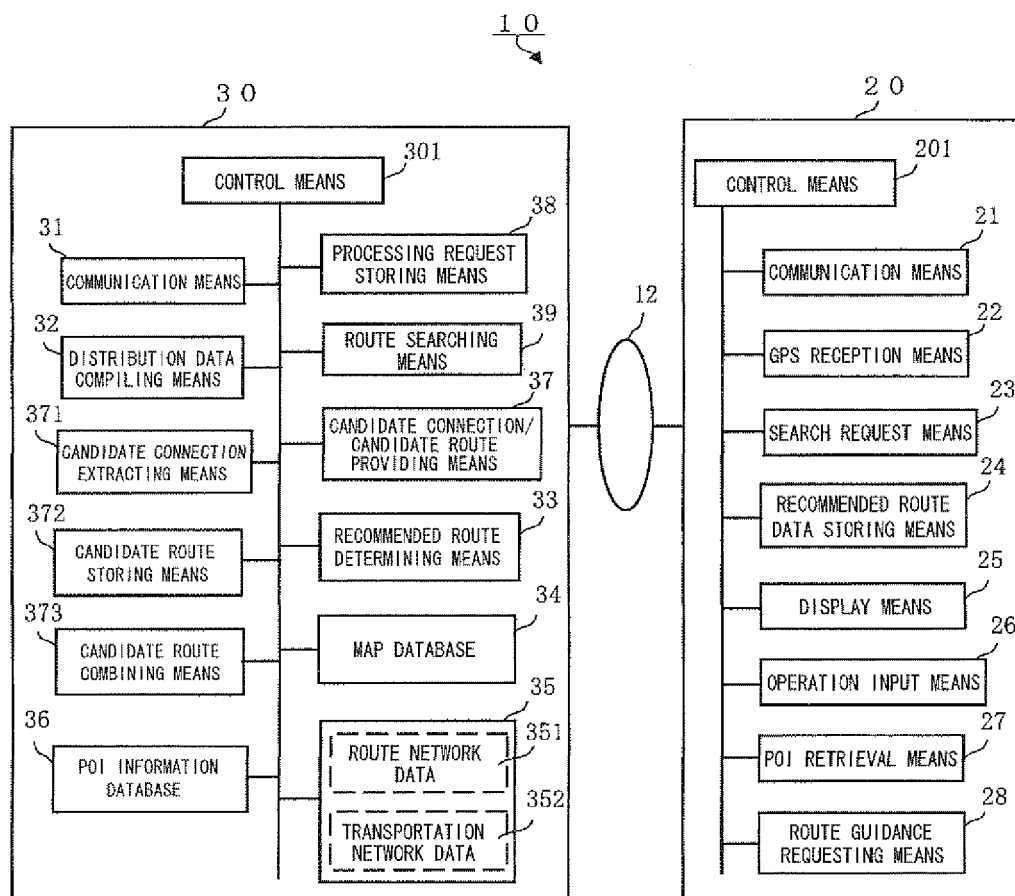 10
30
CONTROL MEANS
301
31
COMMUNICATION MEANS
38
PROCESSING REQUEST
STORING MEANS
32
DISTRIBUTION DATA
COMPILING MEANS
39
ROUTE SEARCHING
MEANS
371
CANDIDATE CONNECTION
EXTRACTING MEANS
37
CANDIDATE CONNECTION/
CANDIDATE ROUTE
PROVIDING MEANS
372
CANDIDATE ROUTE
STORING MEANS
33
RECOMMENDED ROUTE
DETERMINING MEANS
373
CANDIDATE ROUTE
COMBINING MEANS
34
MAP DATABASE
36
POI INFORMATION
DATABASE
35
351
ROUTE NETWORK
DATA
352
TRANSPORTATION
NETWORK DATA
12
20
CONTROL MEANS
201
21
COMMUNICATION MEANS
22
GPS RECEPTION MEANS
23
SEARCH REQUEST MEANS
24
RECOMMENDED ROUTE
DATA STORING MEANS
25
DISPLAY MEANS
26
OPERATION INPUT MEANS
27
POI RETRIEVAL MEANS
28
ROUTE GUIDANCE
REQUESTING MEANS